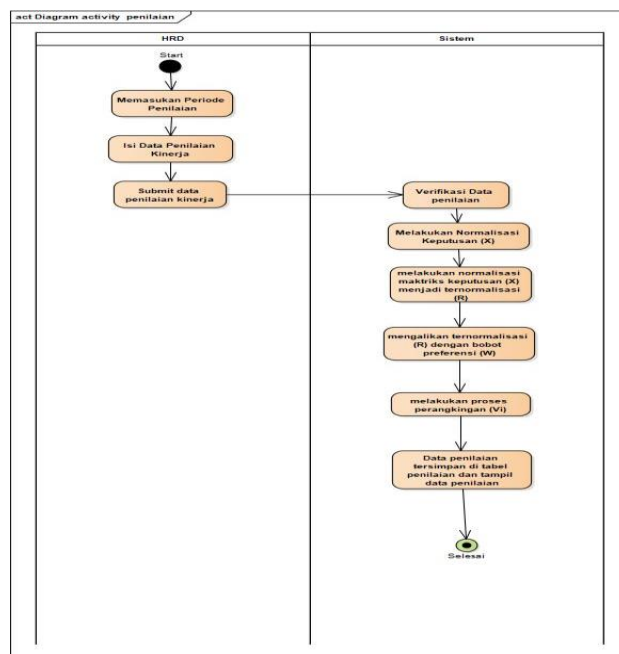 act Diagram activity penilaian
HRD
Sistem
Start
Memasukan Periode
Penilaian
Isi Data Penilaian
Kinerja
Submit data
penilaian kinerja
Verifikasi Data
penilaian
Melakukan Normalisasi
Keputusan (X)
melakukan normalisasi
maktriks keputusan (X)
menjadi ternormalisasi
(R)
mengalikan ternormalisasi
(R) dengan bobot
preferensi (W)
melakukan proses
perangkingan (Vi)
Data penilaian
tersimpan di tabel
penilaian dan tampil
data penilaian
Selesai